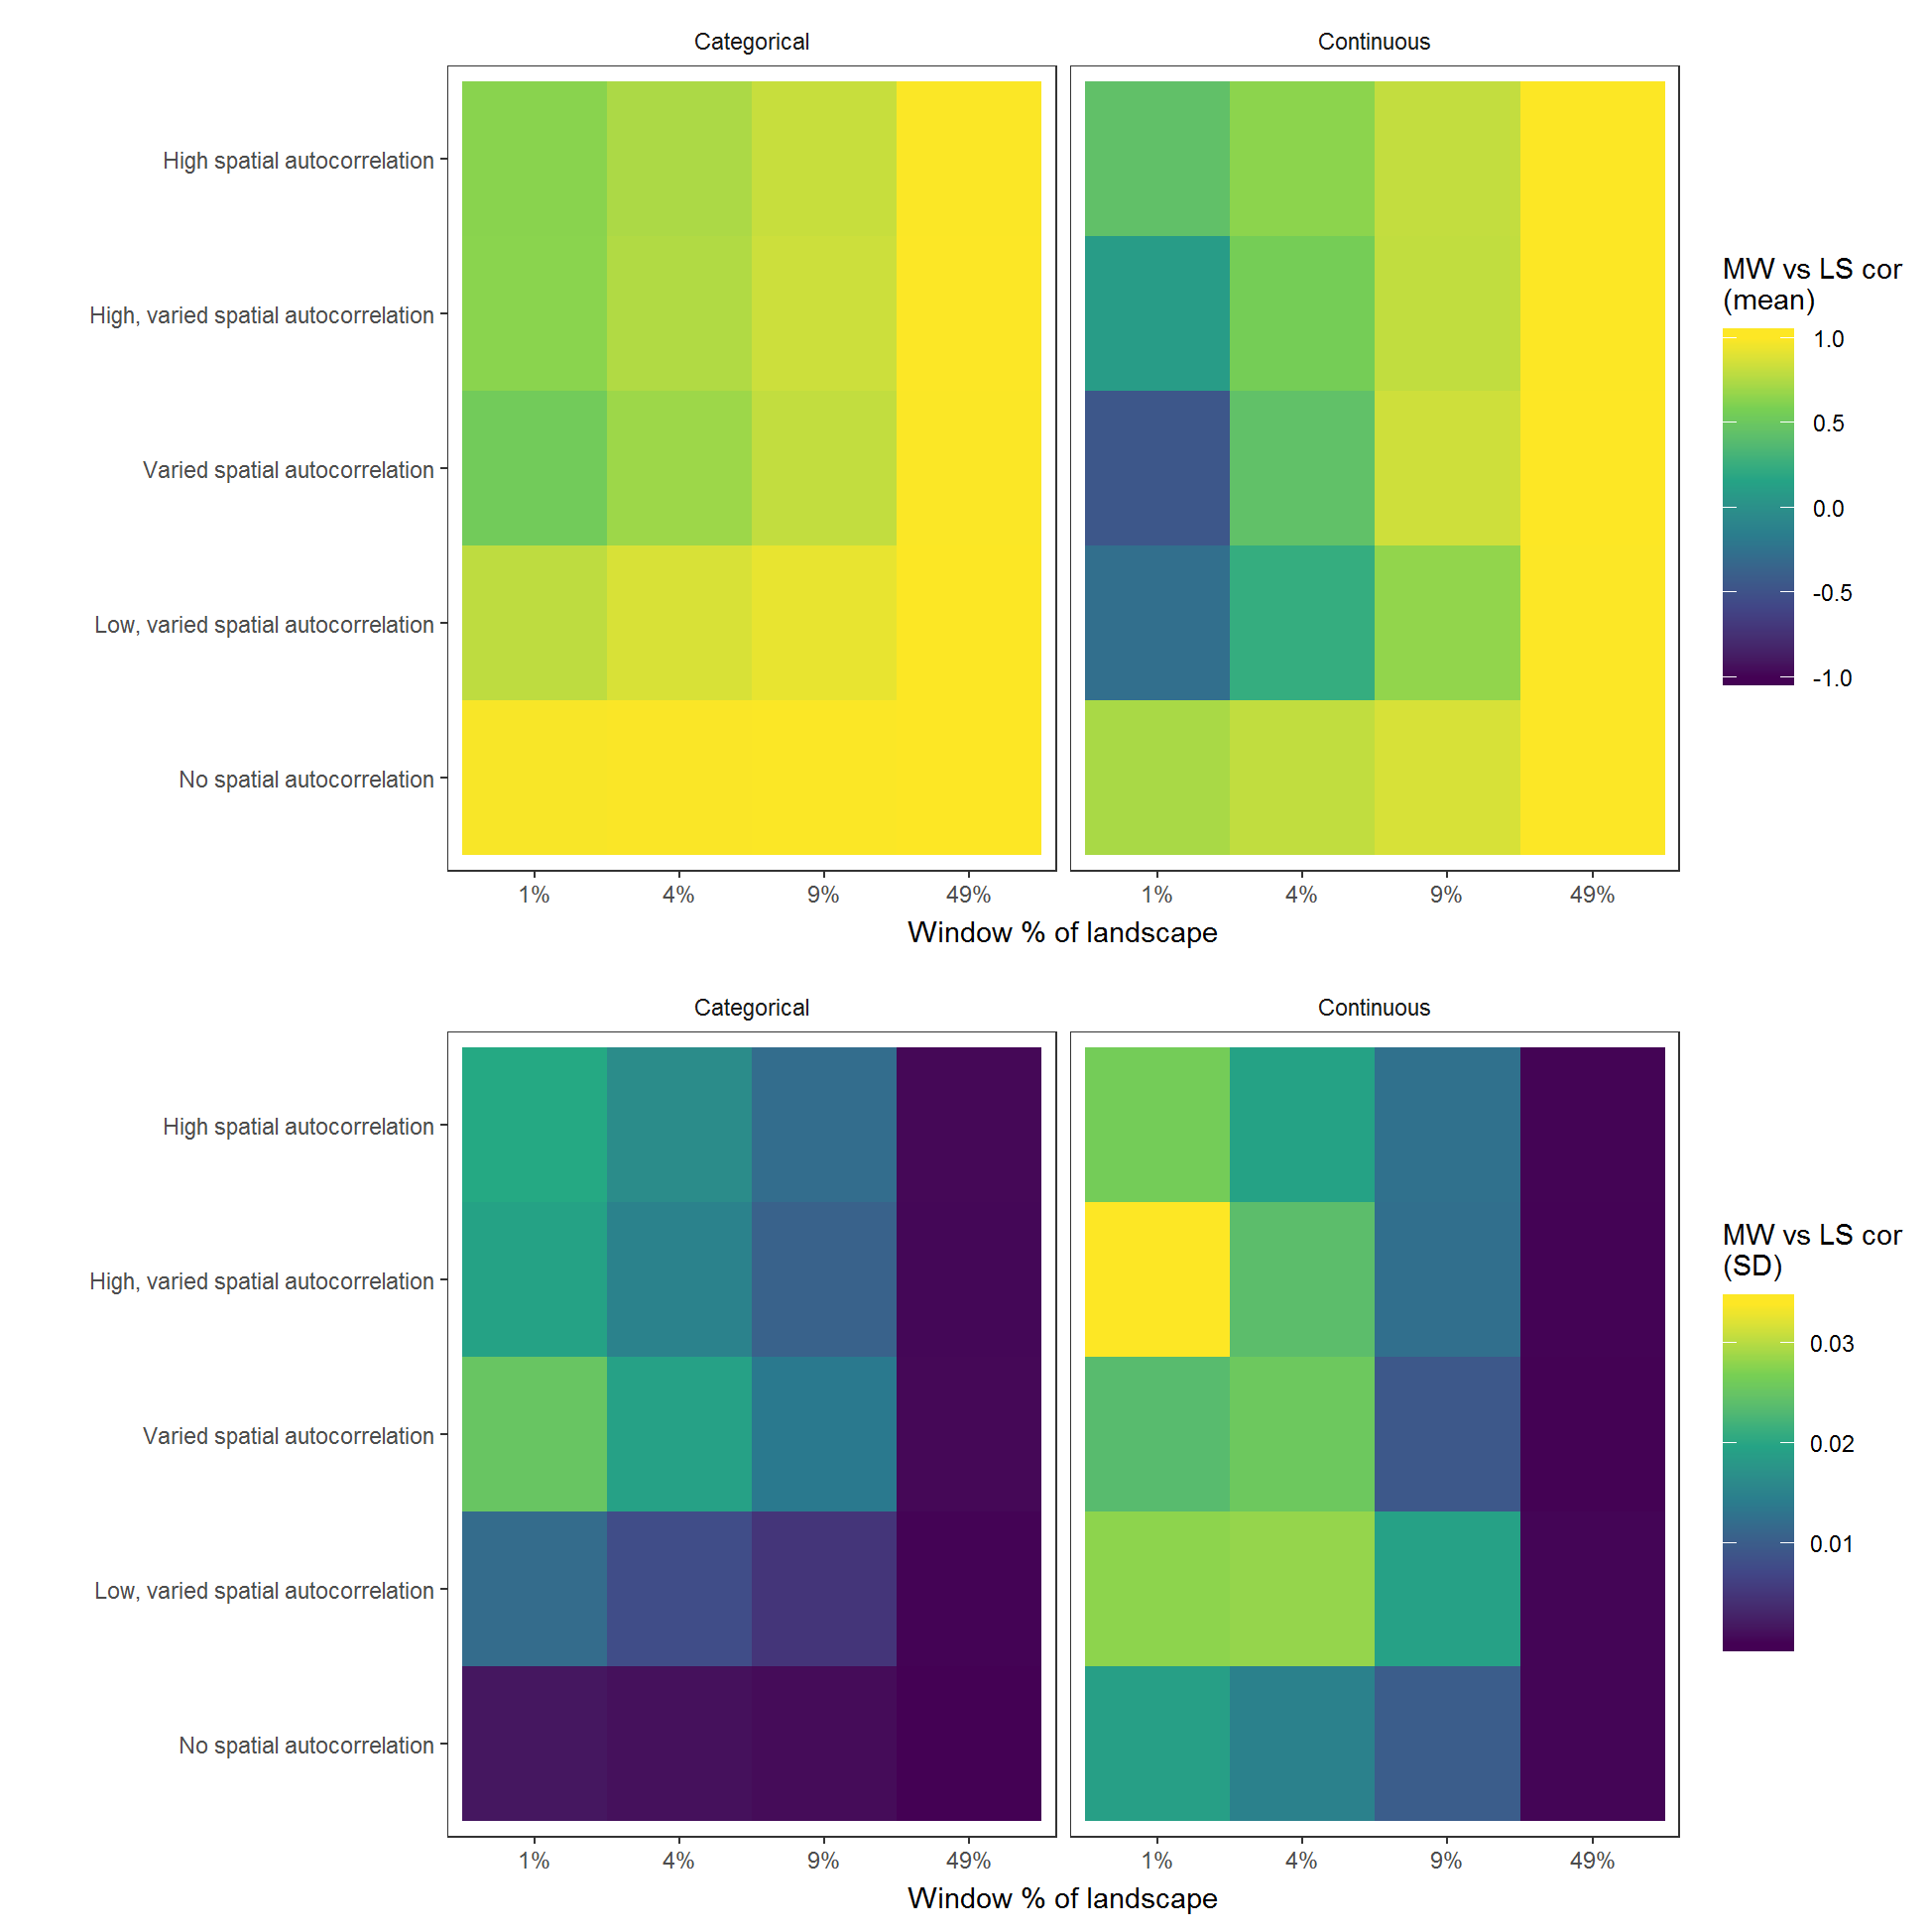 Categorical
Continuous
High spatial autocorrelation
High, varied spatial autocorrelation
Varied spatial autocorrelation
Low, varied spatial autocorrelation
No spatial autocorrelation
1% 4% 9% 49%
1% 4% 9% 49%
Window % of landscape
MW vs LS cor
(mean)
1.0
0.5
0.0
-0.5
-1.0
Categorical
Continuous
High spatial autocorrelation
High, varied spatial autocorrelation
Varied spatial autocorrelation
Low, varied spatial autocorrelation
No spatial autocorrelation
1% 4% 9% 49%
1% 4% 9% 49%
Window % of landscape
MW vs LS cor
(SD)
0.03
0.02
0.01